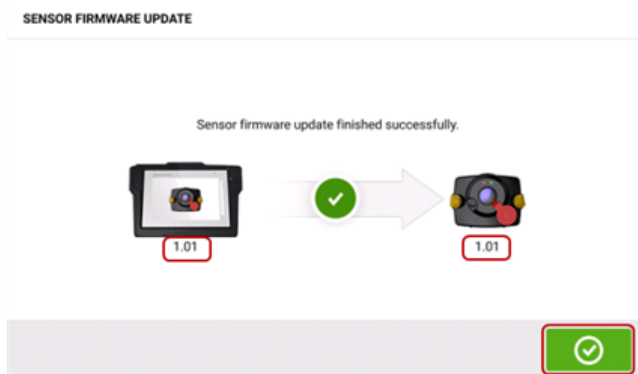 SENSOR FIRMWARE UPDATE
Sensor firmware update finished successfully.
1.01
1.01